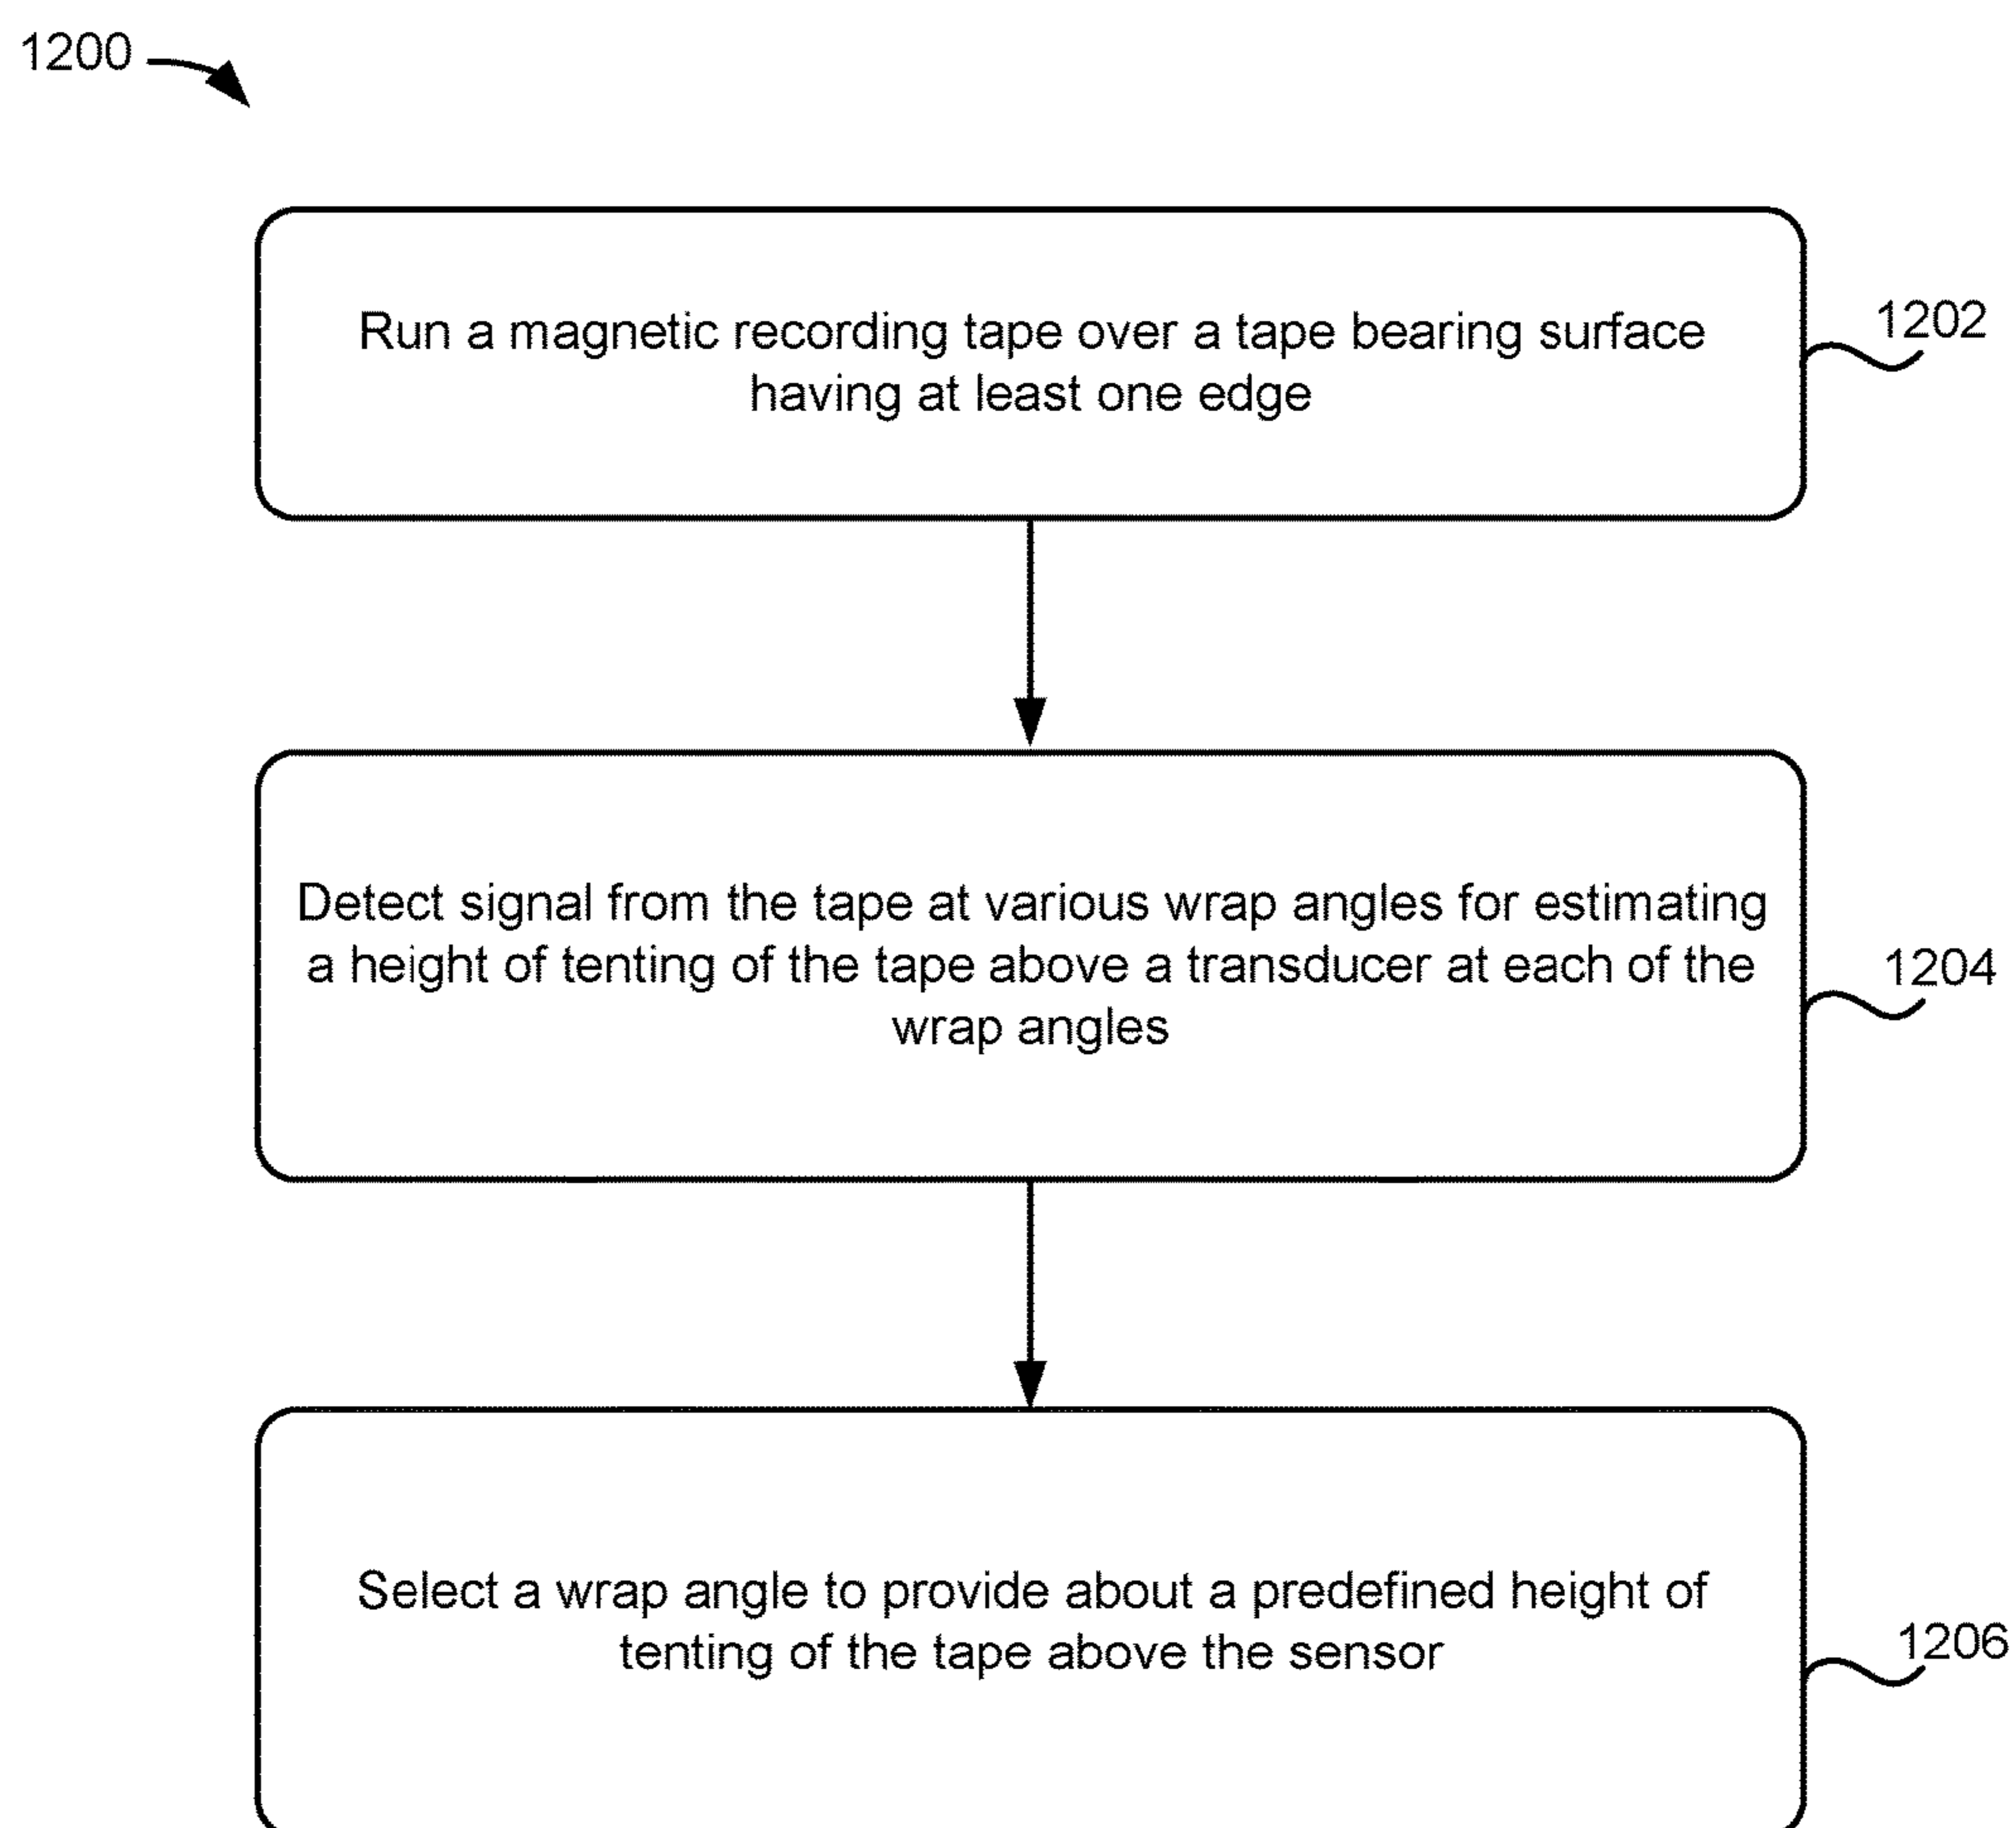 1200
Run a magnetic recording tape over a tape bearing surface
having at least one edge
1202
Detect signal from the tape at various wrap angles for estimating
a height of tenting of the tape above a transducer at each of the
wrap angles
1204
Select a wrap angle to provide about a predefined height of
tenting of the tape above the sensor
1206